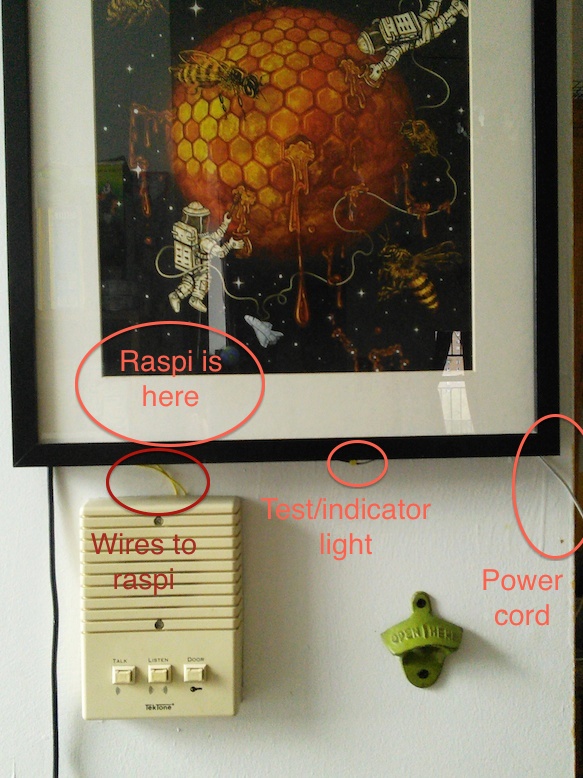 Raspi is
here
Test/indicator
light
Wires to
raspi
Power
cord
OPEN HERE
TALK LISTEN DOOR
TekTone